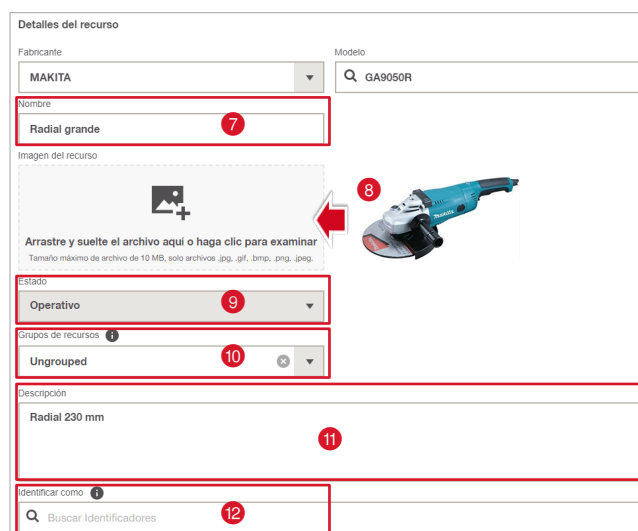 Detalles del recurso
Fabricante
Modelo
MAKITA
GA9050R
Nombre
Radial grande
7
Imagen del recurso
8
makita
Arrastre y suelte el archivo aquí o haga clic para examinar
Tamaño máximo de archivo de 10 MB, solo archivos .jpg, .gif, .bmp, .png, .jpeg.
Estado
Operativo
9
Grupos de recursos i
Ungrouped
10
Descripción
Radial 230 mm
11
Identificar como i
Buscar Identificadores
12